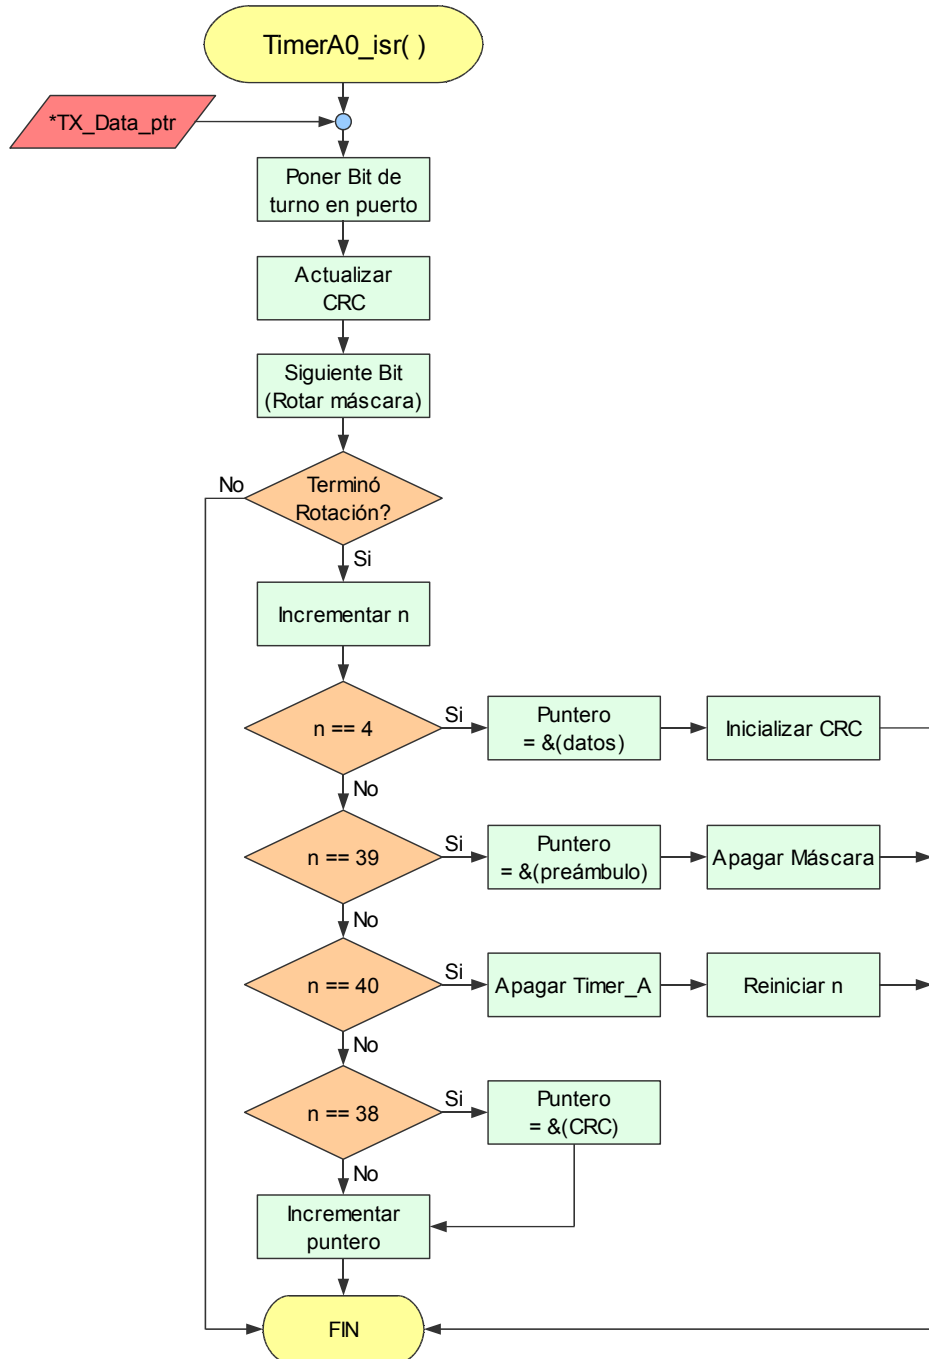 TimerA0_isr( )
*TX_Data_ptr
Poner Bit de
turno en puerto
Actualizar
CRC
Siguiente Bit
(Rotar máscara)
No
Terminó
Rotación?
Si
Incrementar n
n == 4
Si
Puntero
= &(datos)
Inicializar CRC
No
n == 39
Si
Puntero
= &(preámbulo)
Apagar Máscara
No
n == 40
Si
Apagar Timer_A
Reiniciar n
No
n == 38
Si
Puntero
= &(CRC)
No
Incrementar
puntero
FIN